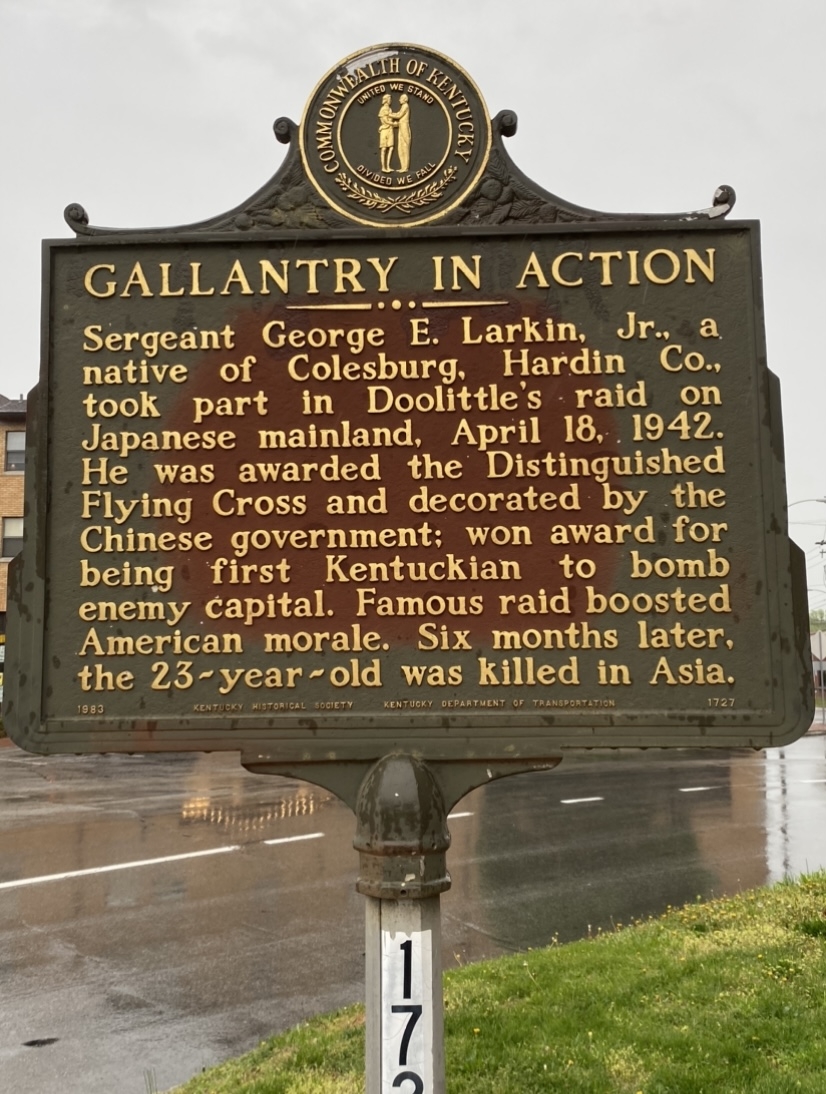 COMMONWEALTH OF KENTUCKY
UNITED WE STAND
DIVIDED WE FALL
GALLANTRY IN ACTION
Sergeant George E. Larkin, Jr., a
native of Colesburg, Hardin Co.,
took part in Doolittle's raid on
Japanese mainland, April 18, 1942.
He was awarded the Distinguished
Flying Cross and decorated by the
Chinese government; won award for
being first Kentuckian to bomb
enemy capital. Famous raid boosted
American morale. Six months later,
the 23-year-old was killed in Asia.
1983 KENTUCKY HISTORICAL SOCIETY KENTUCKY DEPARTMENT OF TRANSPORTATION 1727
1
7